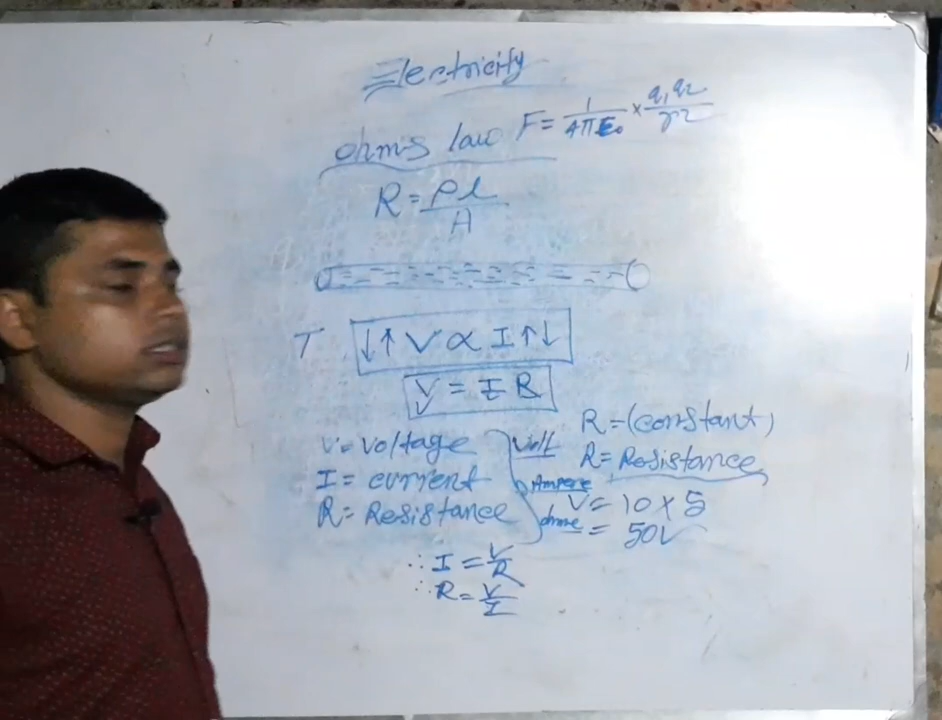 Electricity
ohm's law F = 1/4πε₀ × q₁q₂/r²
R = ρl/A
T ↓↑ V ∝ I ↑↓
V = IR
R = (constant)
V = voltage Volt R = Resistance
I = current Ampere V = 10 × 5
R = Resistance ohme = 50V
∴ I = V/R
∴ R = V/I